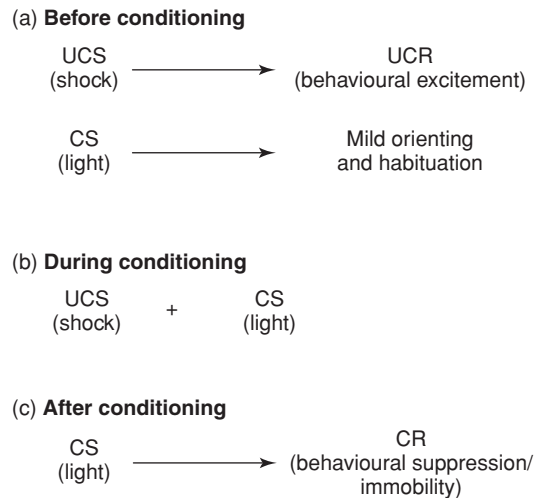 (a) Before conditioning
UCS
(shock)
UCR
(behavioural excitement)
CS
(light)
Mild orienting
and habituation
(b) During conditioning
UCS
(shock)
+
CS
(light)
(c) After conditioning
CS
(light)
CR
(behavioural suppression/
immobility)